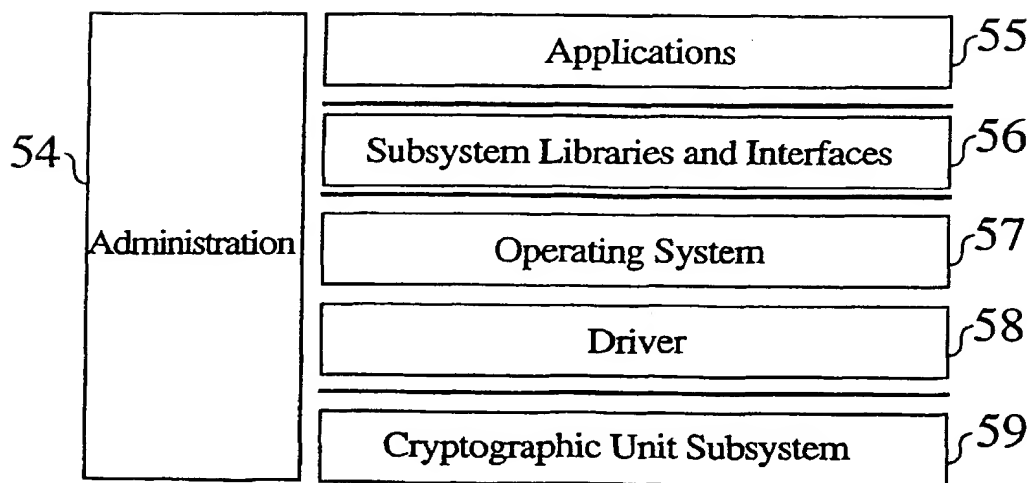 Applications 55
54 Administration
Subsystem Libraries and Interfaces 56
Operating System 57
Driver 58
Cryptographic Unit Subsystem 59